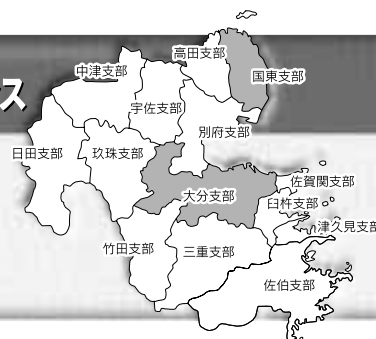 高田支部
国東支部
中津支部
ス
宇佐支部
別府支部
日田支部
玖珠支部
佐賀関支部
大分支部
臼杵支部
津久見支部
竹田支部
三重支部
佐伯支部